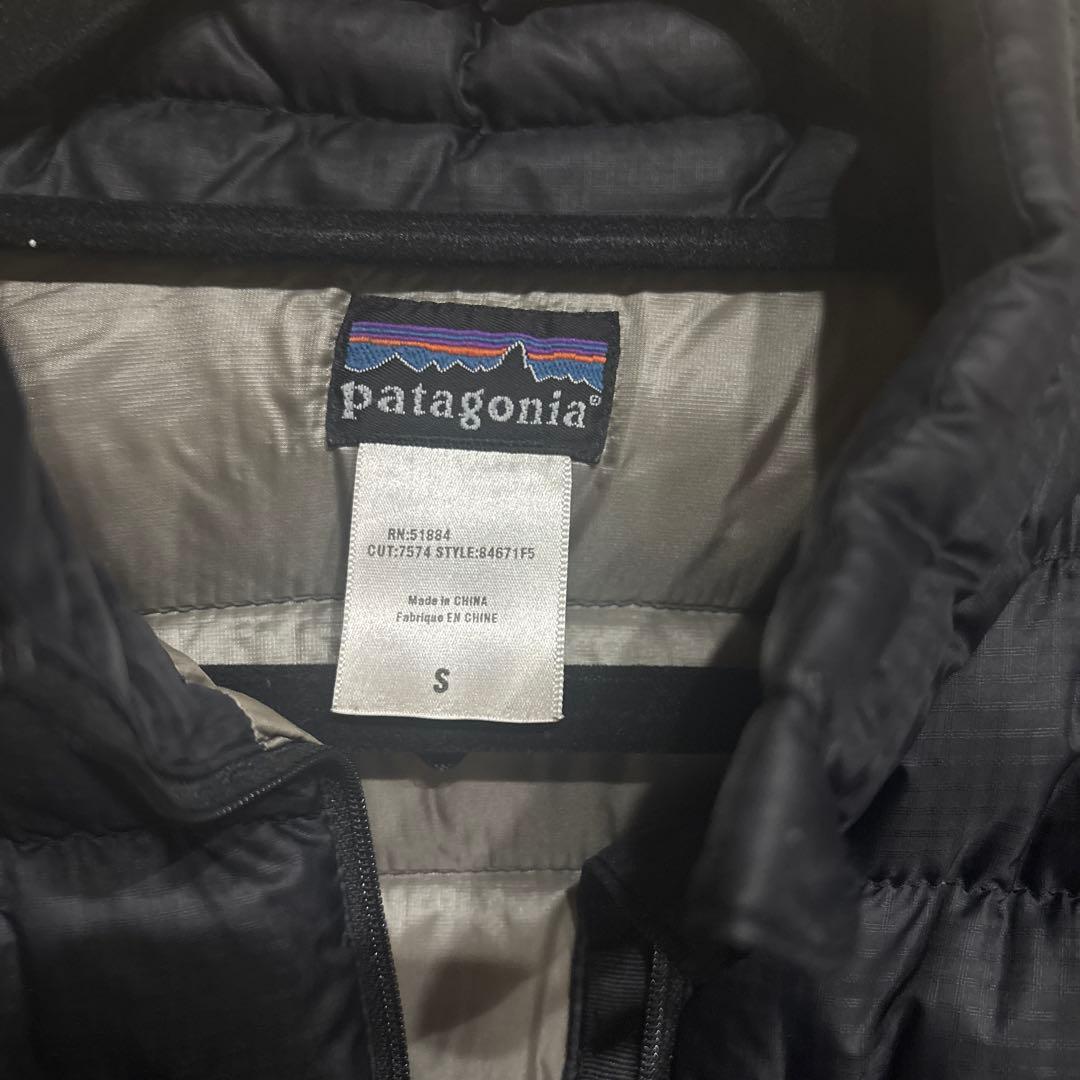 patagonia®
RN:51884
CUT:7574 STYLE:84671F5
Made in CHINA
Fabriqué EN CHINE
S